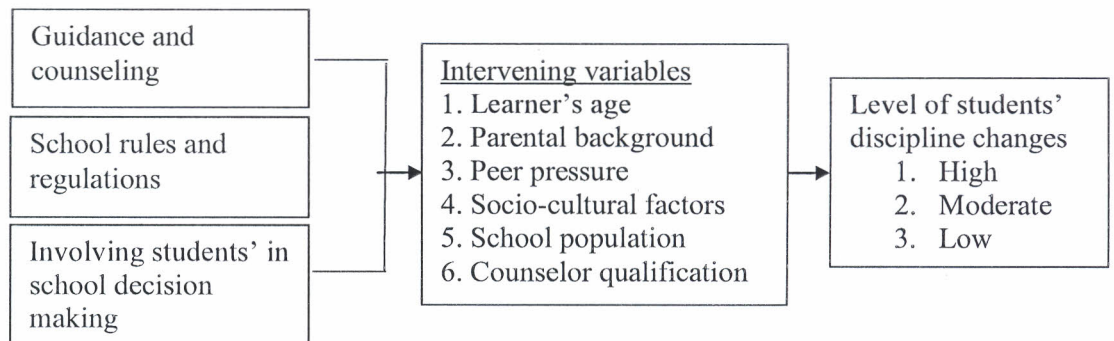 Guidance and
counseling
School rules and
regulations
Involving students' in
school decision
making
Intervening variables
1. Learner's age
2. Parental background
3. Peer pressure
4. Socio-cultural factors
5. School population
6. Counselor qualification
Level of students'
discipline changes
1. High
2. Moderate
3. Low